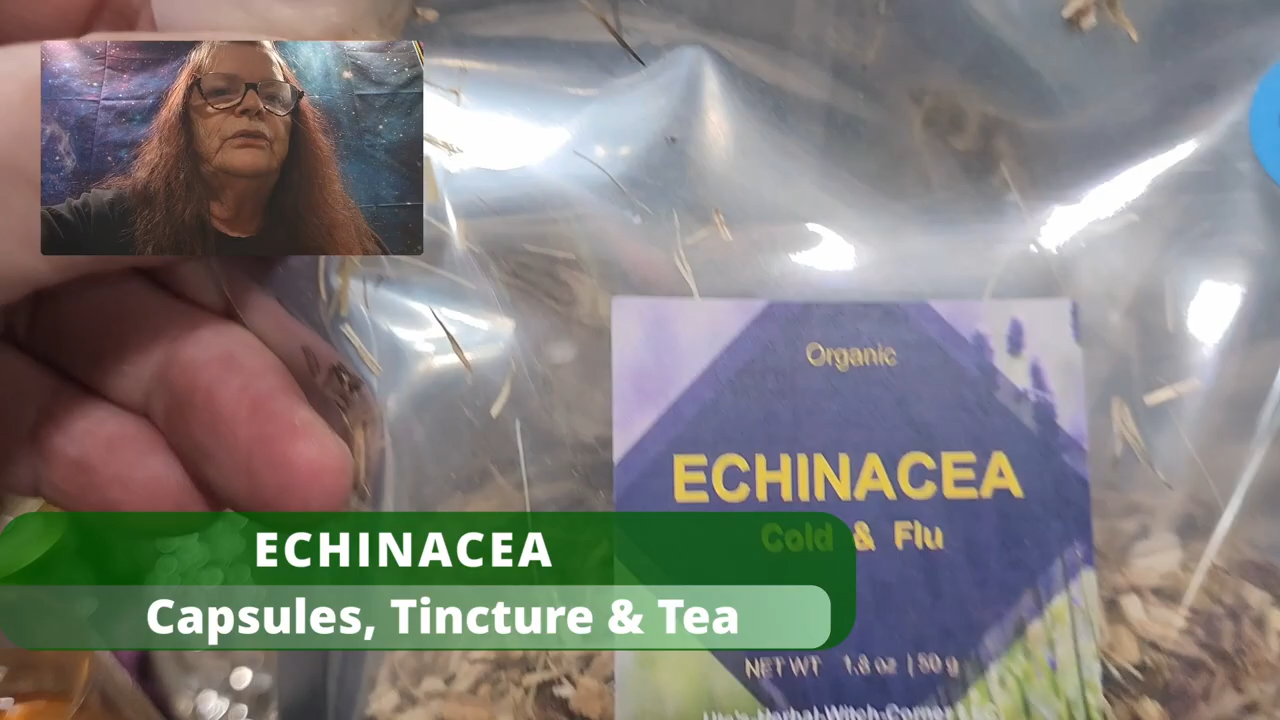 Organic
ECHINACEA
Cold & Flu
NET WT 1.8 oz | 50 g
ECHINACEA
Capsules, Tincture & Tea